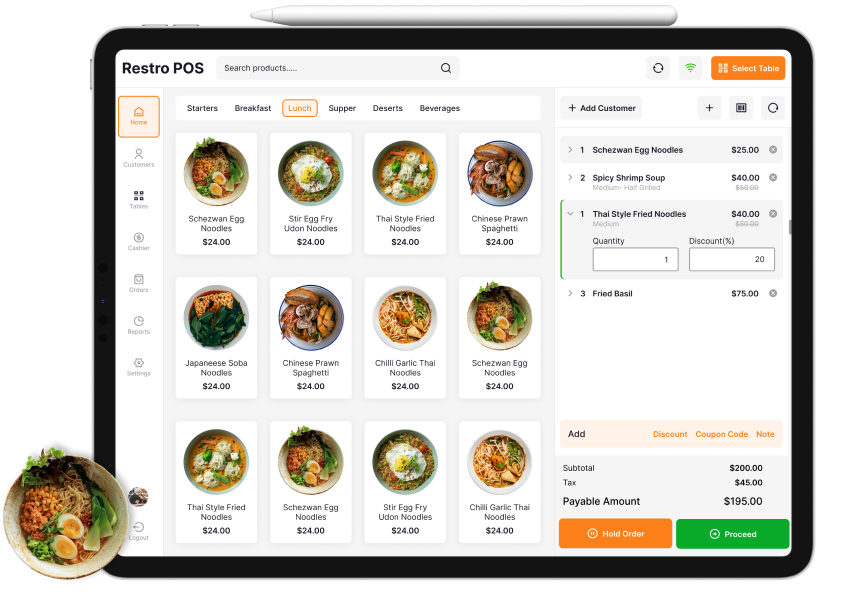 Restro POS
Search products.....
Select Table
Home
Customers
Tables
Cashier
Orders
Reports
Settings
Logout
Starters Breakfast Lunch Supper Deserts Beverages
Schezwan Egg
Noodles
$24.00
Stir Egg Fry
Udon Noodles
$24.00
Thai Style Fried
Noodles
$24.00
Chinese Prawn
Spaghetti
$24.00
Japaneese Soba
Noodles
$24.00
Chinese Prawn
Spaghetti
$24.00
Chilli Garlic Thai
Noodles
$24.00
Schezwan Egg
Noodles
$24.00
Thai Style Fried
Noodles
$24.00
Schezwan Egg
Noodles
$24.00
Stir Egg Fry
Udon Noodles
$24.00
Chilli Garlic Thai
Noodles
$24.00
+ Add Customer
1 Schezwan Egg Noodles $25.00
2 Spicy Shrimp Soup $40.00
Medium- Half Grilled $50.00
1 Thai Style Fried Noodles $40.00
Medium $50.00
Quantity Discount(%)
1 20
3 Fried Basil $75.00
Add Discount Coupon Code Note
Subtotal $200.00
Tax $45.00
Payable Amount $195.00
Hold Order Proceed